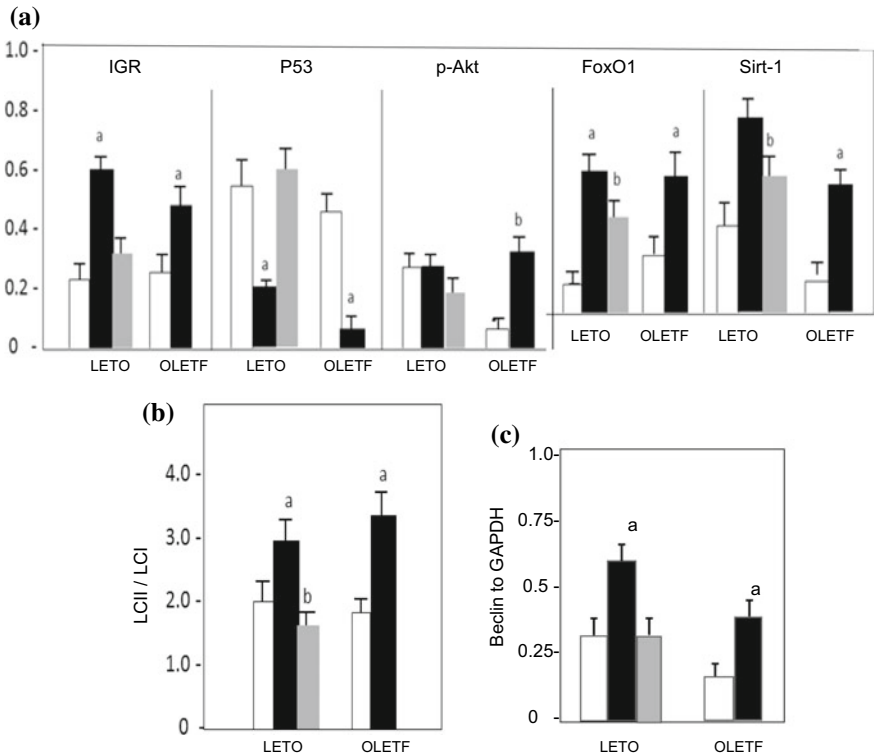 (a)
1.0 -
IGR P53 p-Akt FoxO1 Sirt-1
0.8 -
0.6 -
0.4 -
0.2 -
0 -
a a a a b a b a b a
LETO OLETF LETO OLETF LETO OLETF LETO OLETF LETO OLETF
(b)
LCII / LCI
4.0 -
3.0 -
2.0 -
1.0 -
0
a b a
LETO OLETF
(c)
Beclin to GAPDH
1.0-
0.75-
0.5-
0.25-
0 -
a a
LETO OLETF